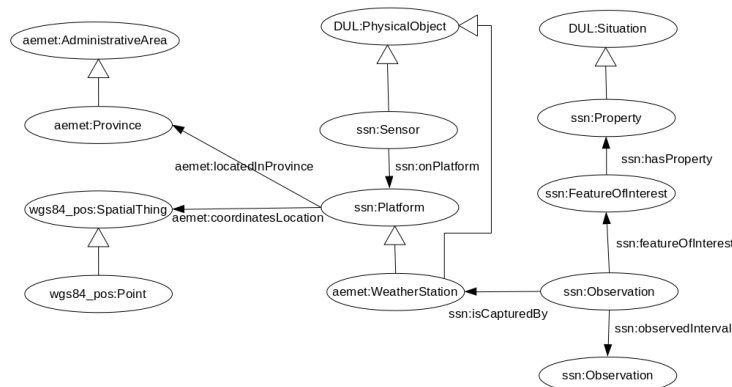 DUL:PhysicalObject
DUL:Situation
aemet:AdministrativeArea
aemet:Province
ssn:Sensor
ssn:Property
aemet:locatedInProvince
ssn:onPlatform
ssn:hasProperty
wgs84_pos:SpatialThing
aemet:coordinatesLocation
ssn:Platform
ssn:FeatureOfInterest
ssn:featureOfInterest
wgs84_pos:Point
aemet:WeatherStation
ssn:isCapturedBy
ssn:Observation
ssn:observedInterval
ssn:Observation